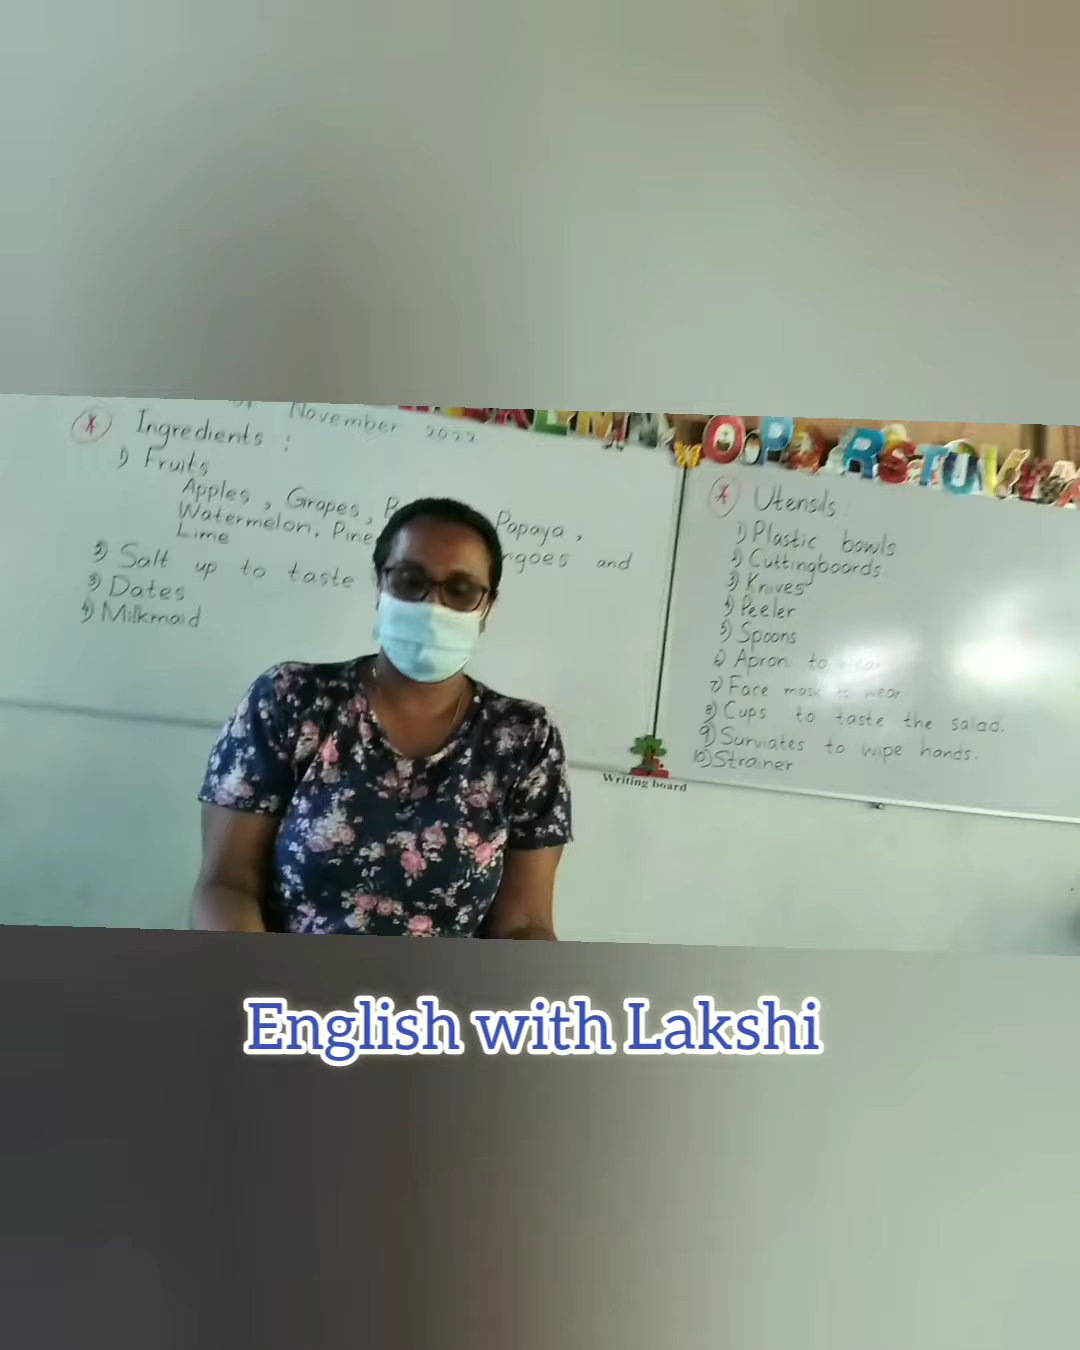 November 2022
Ingredients :
1) Fruits
Apples, Grapes, Papaya,
Watermelon, and
Lime
Salt up to taste
3) Dates
4) Milkmaid
Utensils
1) Plastic bowls
2) Cuttingboards
3) Knives
4) Peeler
5) Spoons
6) Apron to
7) Face mask to wear
8) Cups to taste the salad.
9) Surviates to wipe hands.
10) Strainer
Writing board
English with Lakshi